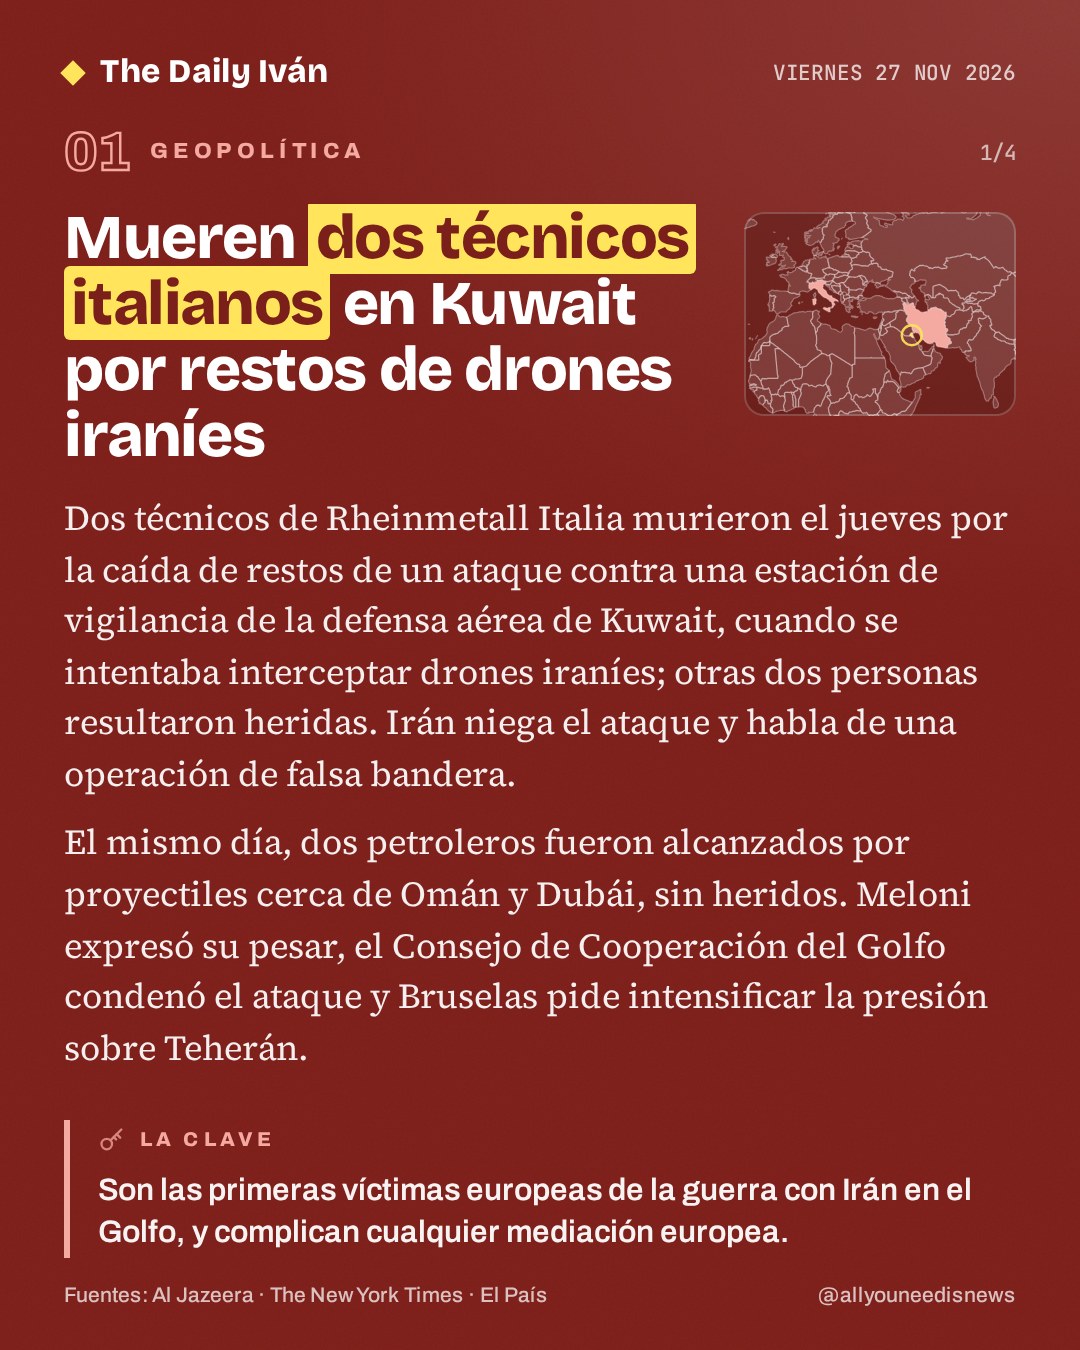 The Daily Iván
VIERNES 27 NOV 2026
01 GEOPOLÍTICA
1/4
Mueren dos técnicos
italianos en Kuwait
por restos de drones
iraníes
Dos técnicos de Rheinmetall Italia murieron el jueves por
la caída de restos de un ataque contra una estación de
vigilancia de la defensa aérea de Kuwait, cuando se
intentaba interceptar drones iraníes; otras dos personas
resultaron heridas. Irán niega el ataque y habla de una
operación de falsa bandera.
El mismo día, dos petroleros fueron alcanzados por
proyectiles cerca de Omán y Dubái, sin heridos. Meloni
expresó su pesar, el Consejo de Cooperación del Golfo
condenó el ataque y Bruselas pide intensificar la presión
sobre Teherán.
LA CLAVE
Son las primeras víctimas europeas de la guerra con Irán en el
Golfo, y complican cualquier mediación europea.
Fuentes: Al Jazeera · The New York Times · El País
@allyouneedisnews